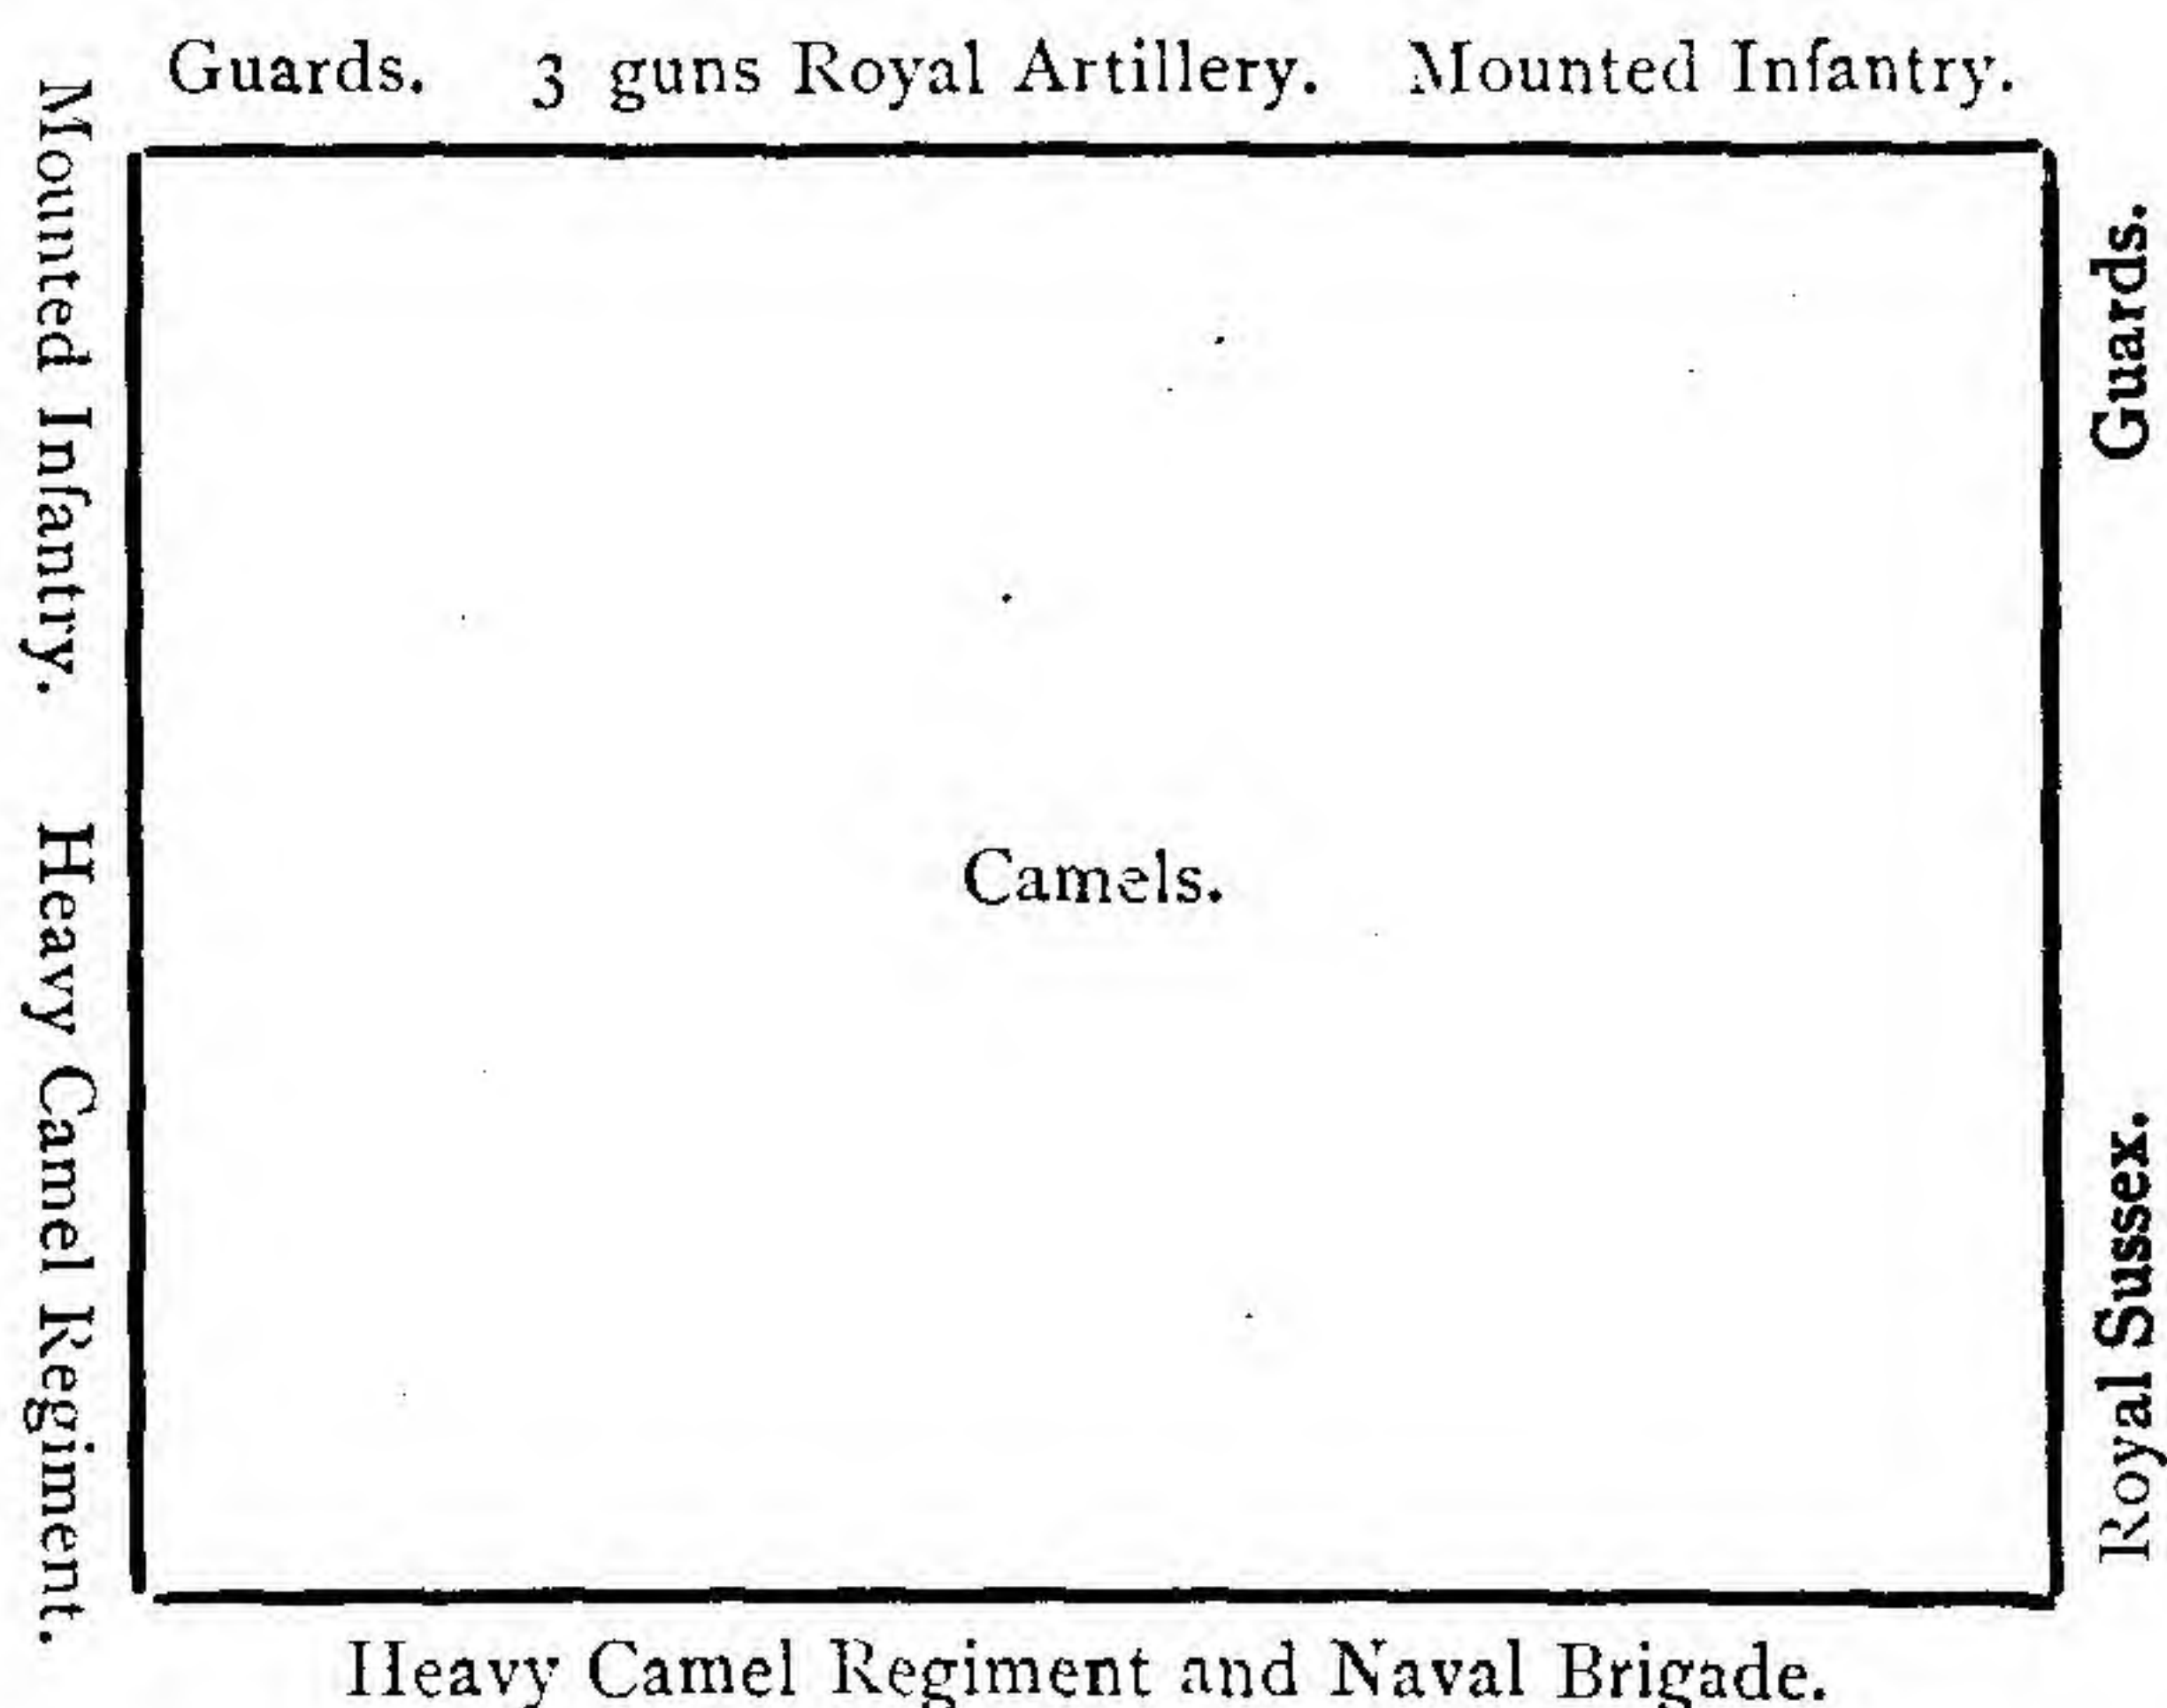 Guards. 3 guns Royal Artillery. Mounted Infantry.
Mounted Infantry. Heavy Camel Regiment.
Camels.
Guards.
Royal Sussex.
Heavy Camel Regiment and Naval Brigade.